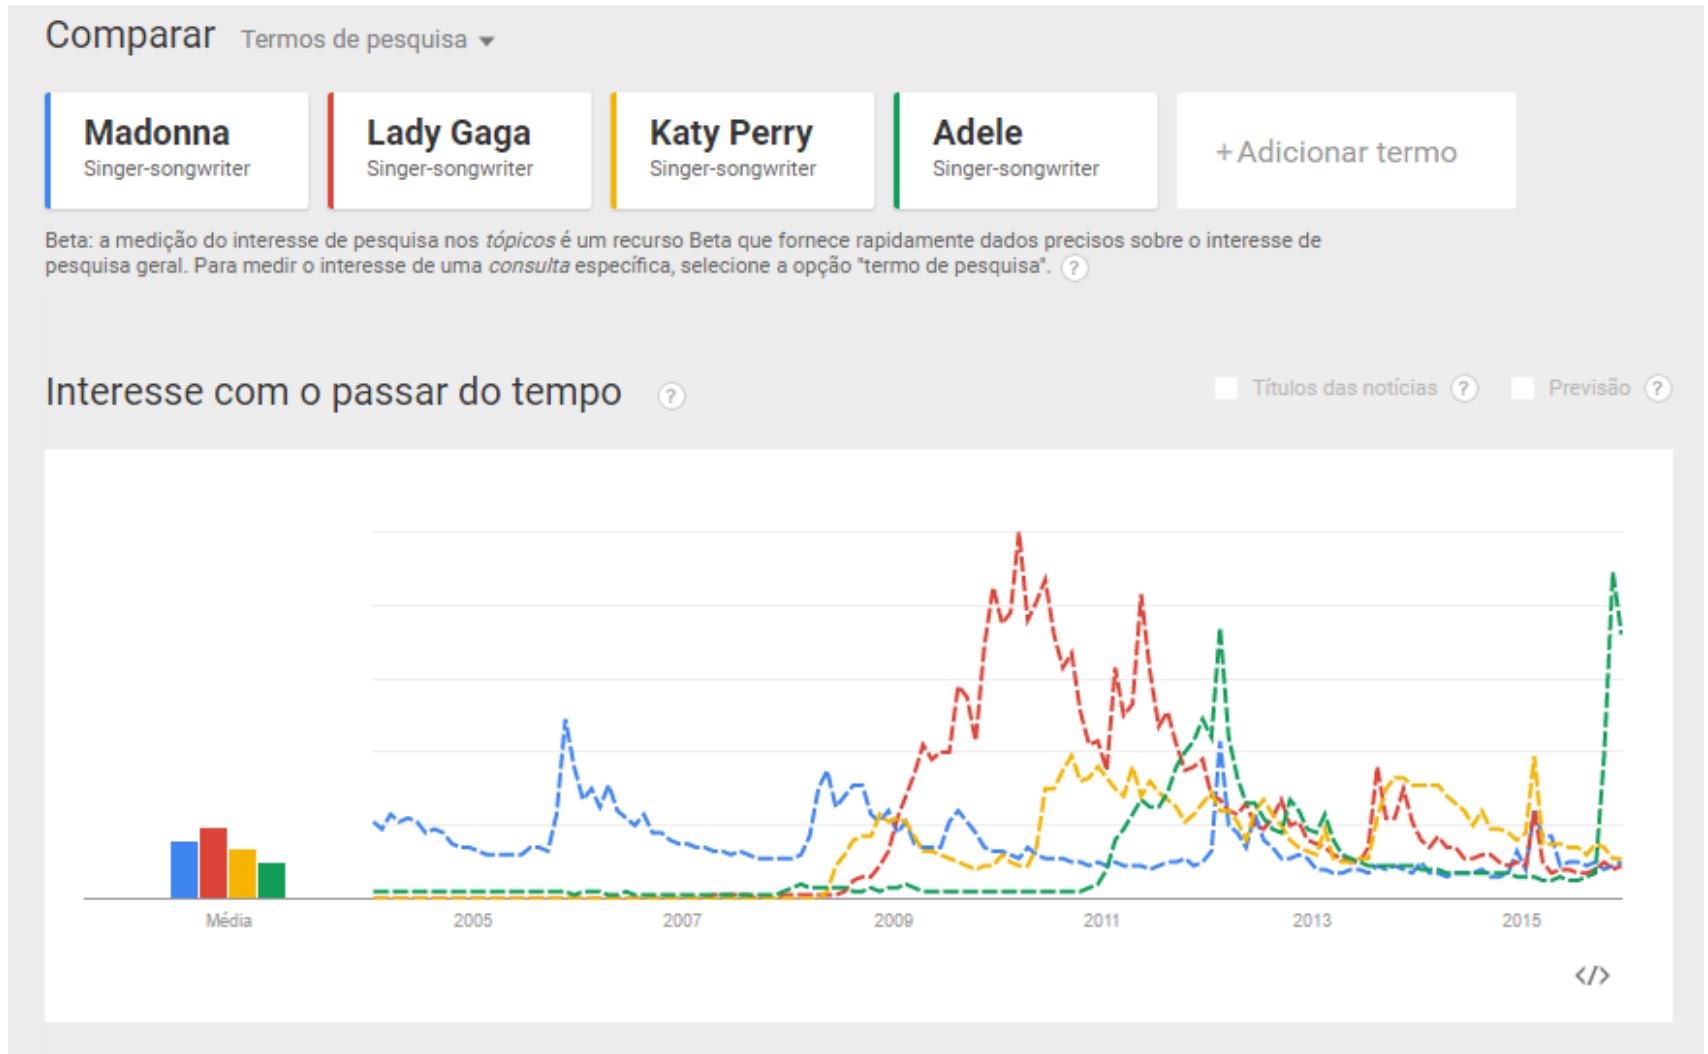 Comparar Termos de pesquisa
Madonna
Singer-songwriter
Lady Gaga
Singer-songwriter
Katy Perry
Singer-songwriter
Adele
Singer-songwriter
+Adicionar termo
Beta: a medição do interesse de pesquisa nos tópicos é um recurso Beta que fornece rapidamente dados precisos sobre o interesse de
pesquisa geral. Para medir o interesse de uma consulta específica, selecione a opção "termo de pesquisa". ?
Interesse com o passar do tempo ?
Títulos das notícias ? Previsão ?
Média 2005 2007 2009 2011 2013 2015
</>